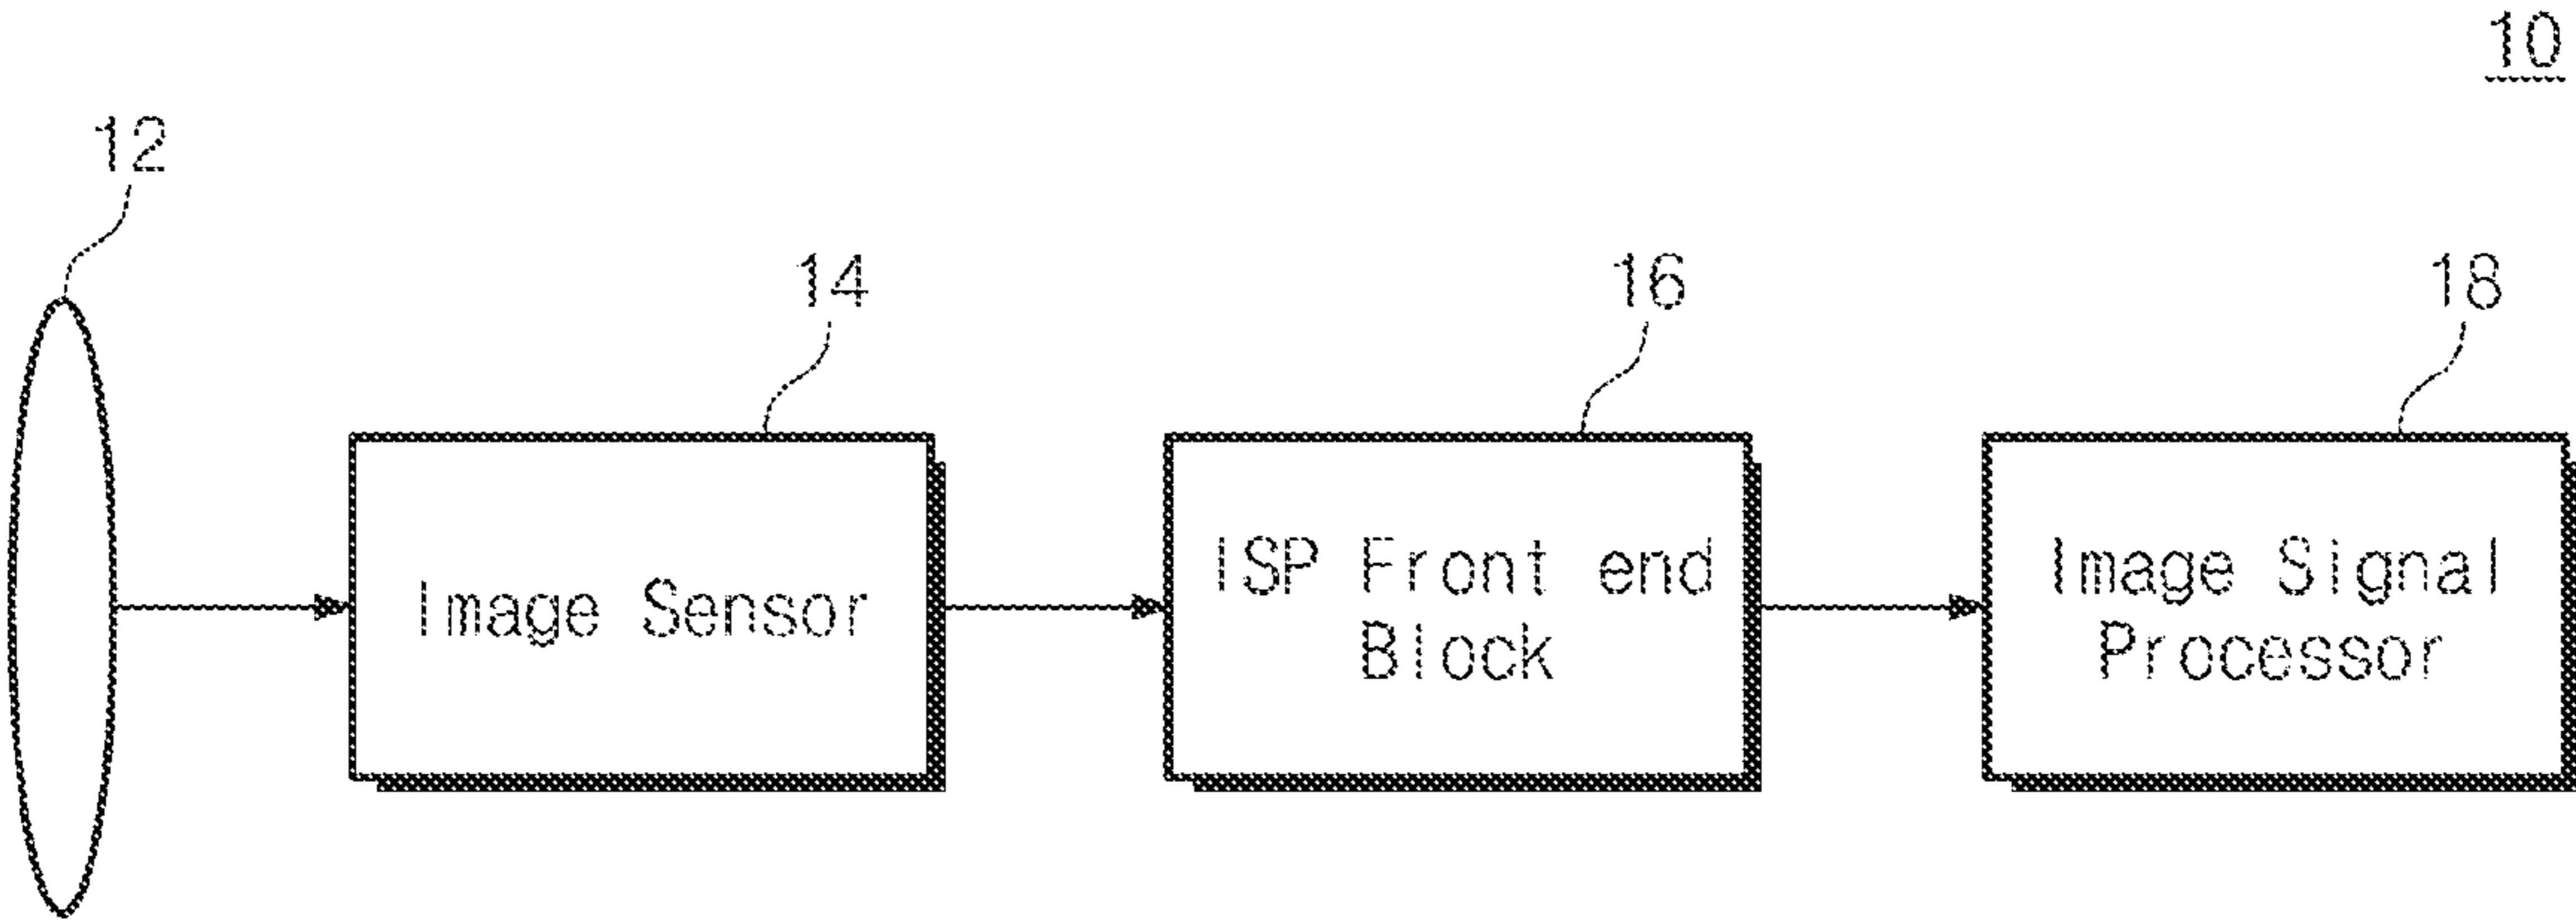 10
12
14
16
18
Image Sensor
ISP Front end
Block
Image Signal
Processor